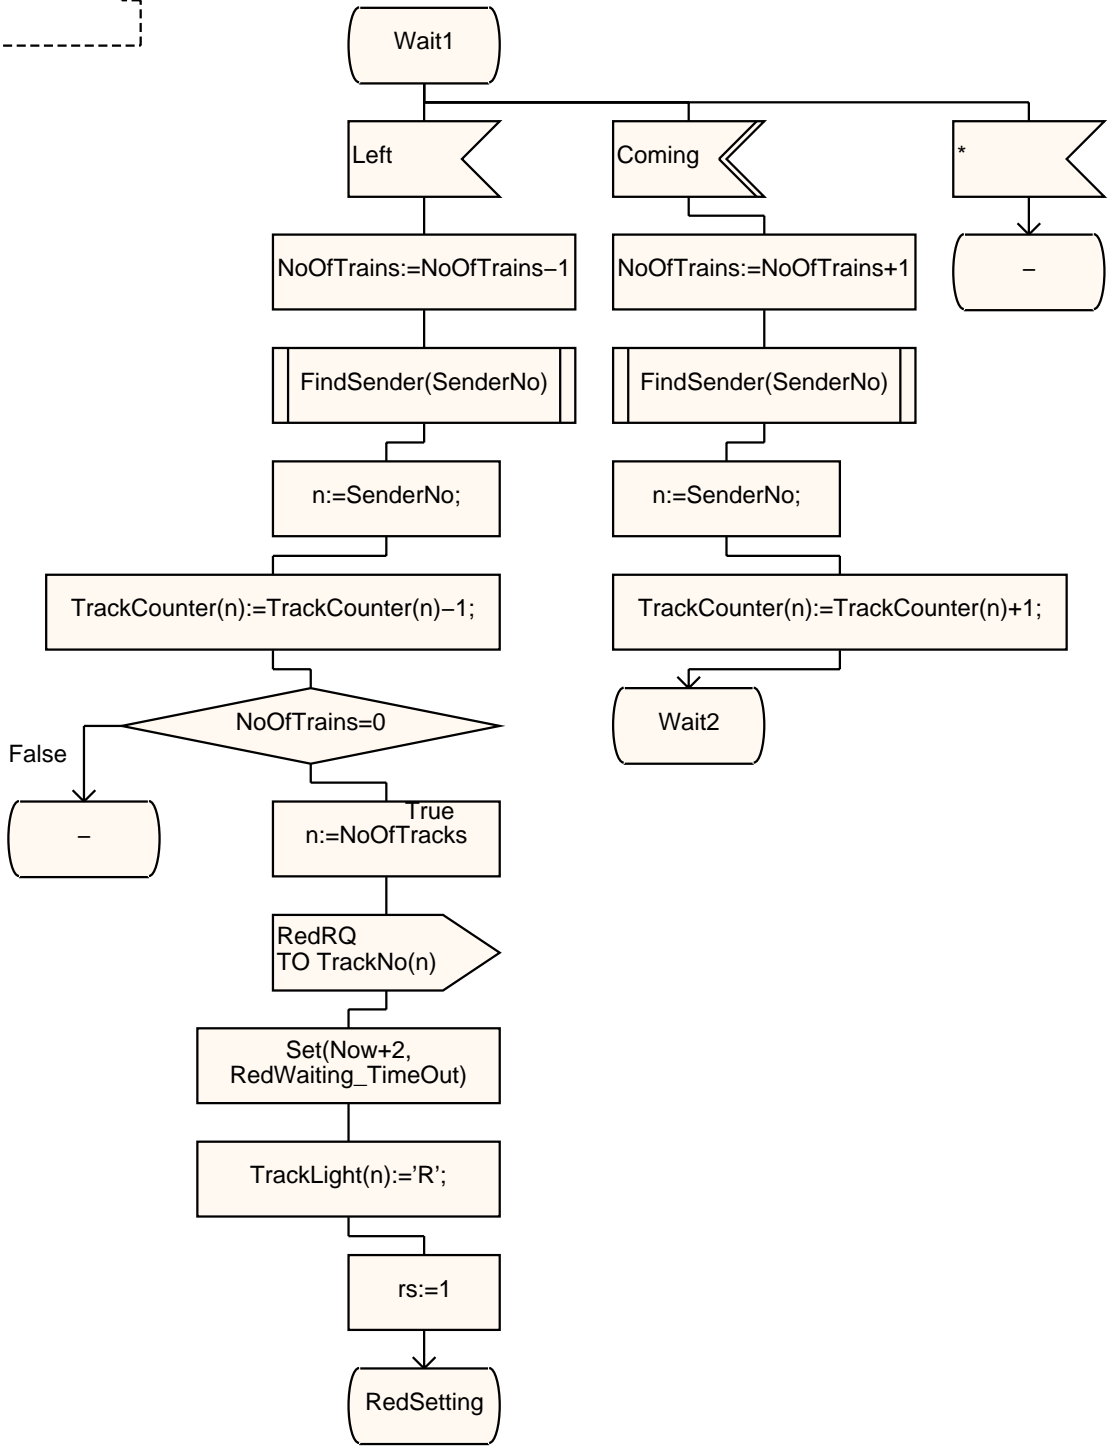 Wait1
Left
Coming
*
NoOfTrains:=NoOfTrains−1
NoOfTrains:=NoOfTrains+1
−
FindSender(SenderNo)
FindSender(SenderNo)
n:=SenderNo;
n:=SenderNo;
TrackCounter(n):=TrackCounter(n)−1;
TrackCounter(n):=TrackCounter(n)+1;
NoOfTrains=0
Wait2
False
−
True
n:=NoOfTracks
RedRQ
TO TrackNo(n)
Set(Now+2,
RedWaiting_TimeOut)
TrackLight(n):=’R’;
rs:=1
RedSetting